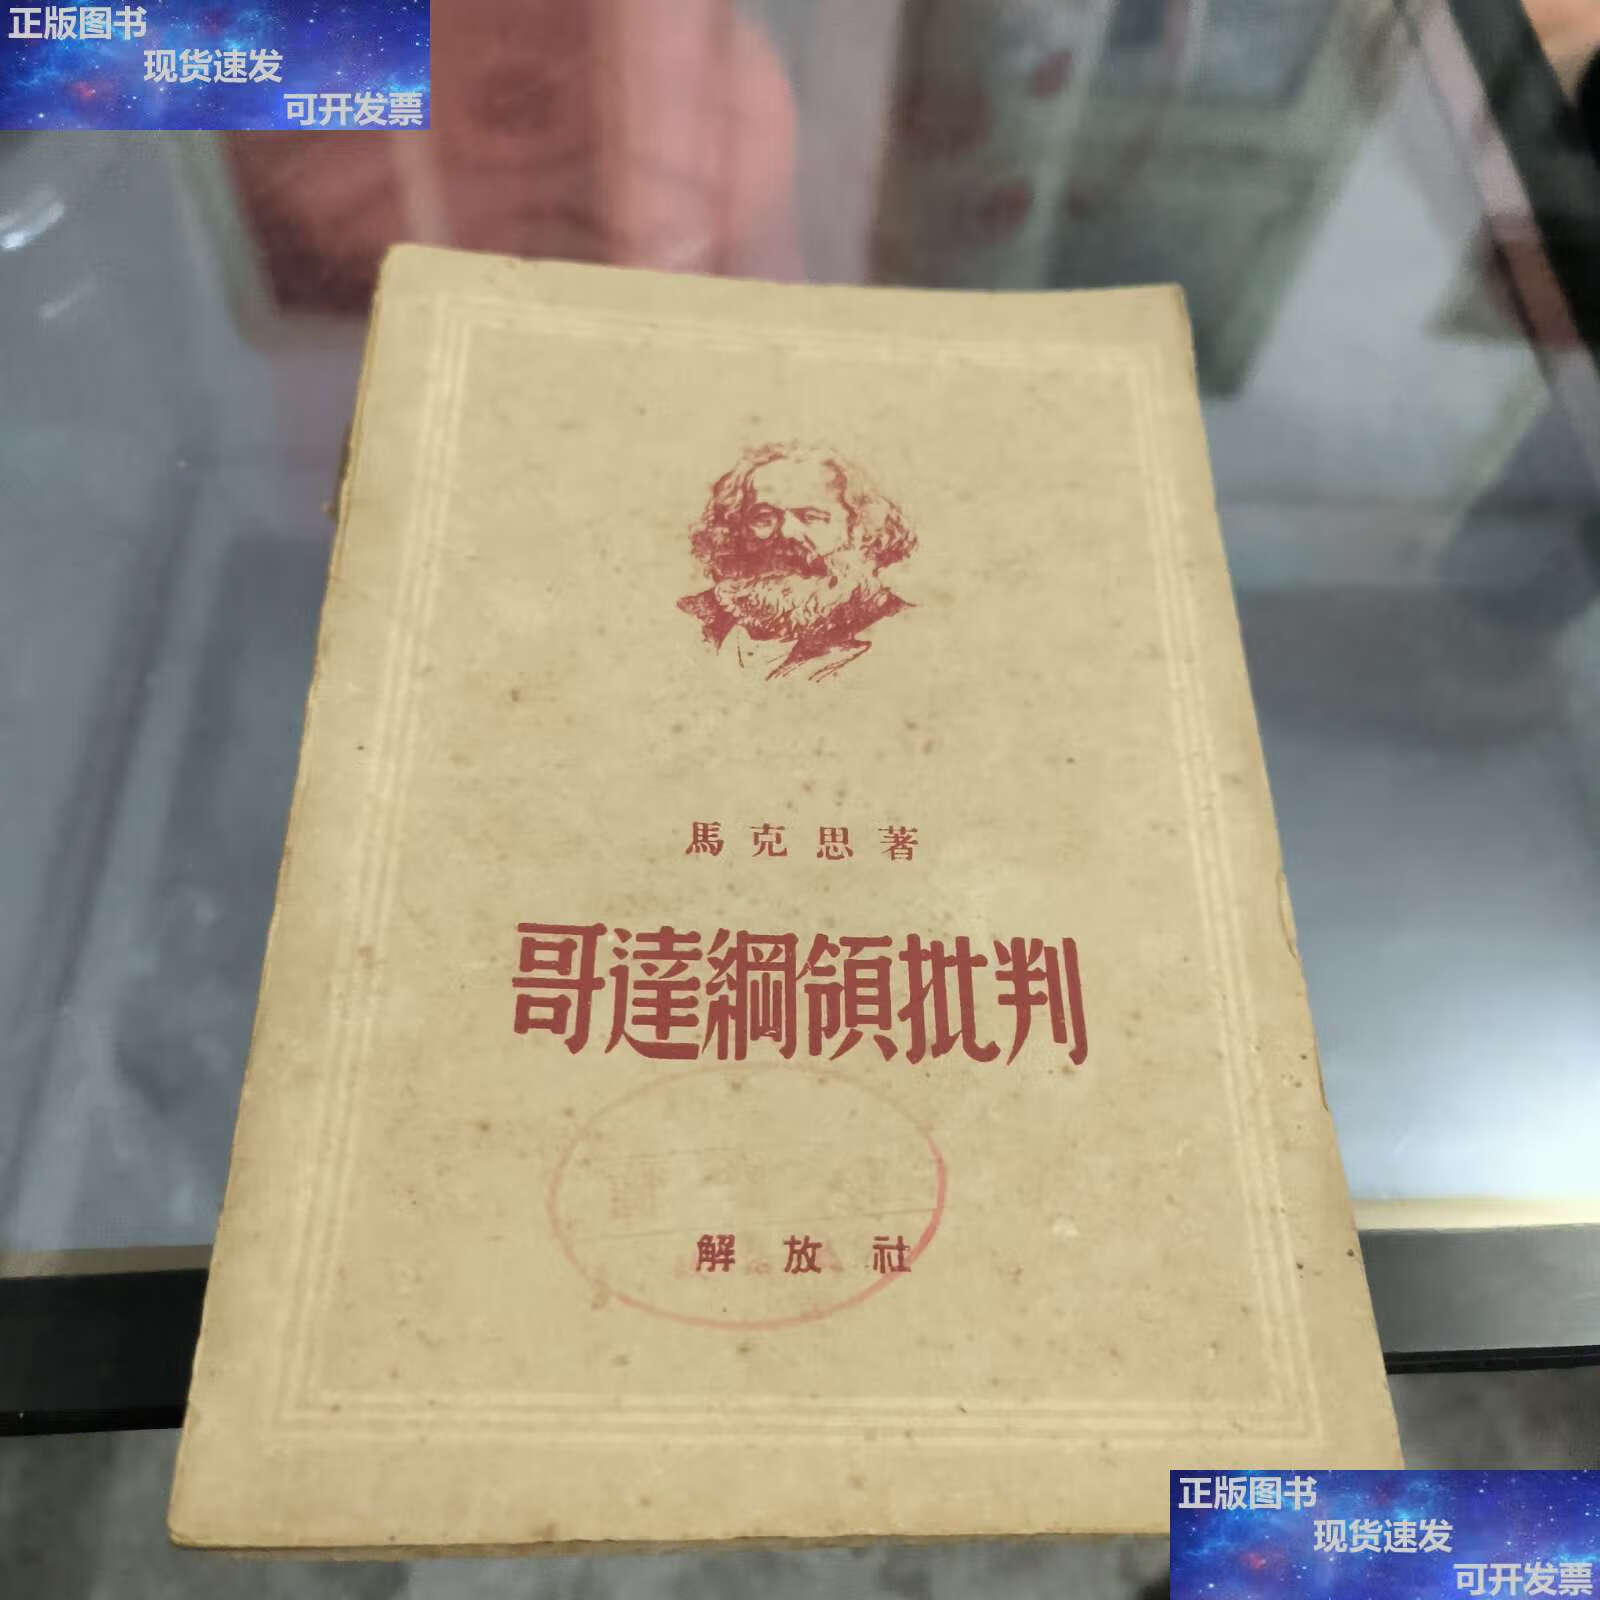 正版图书
现货速发
可开发票
馬克思著
哥達綱領批判
解放社
正版图书
现货速发
可开发票